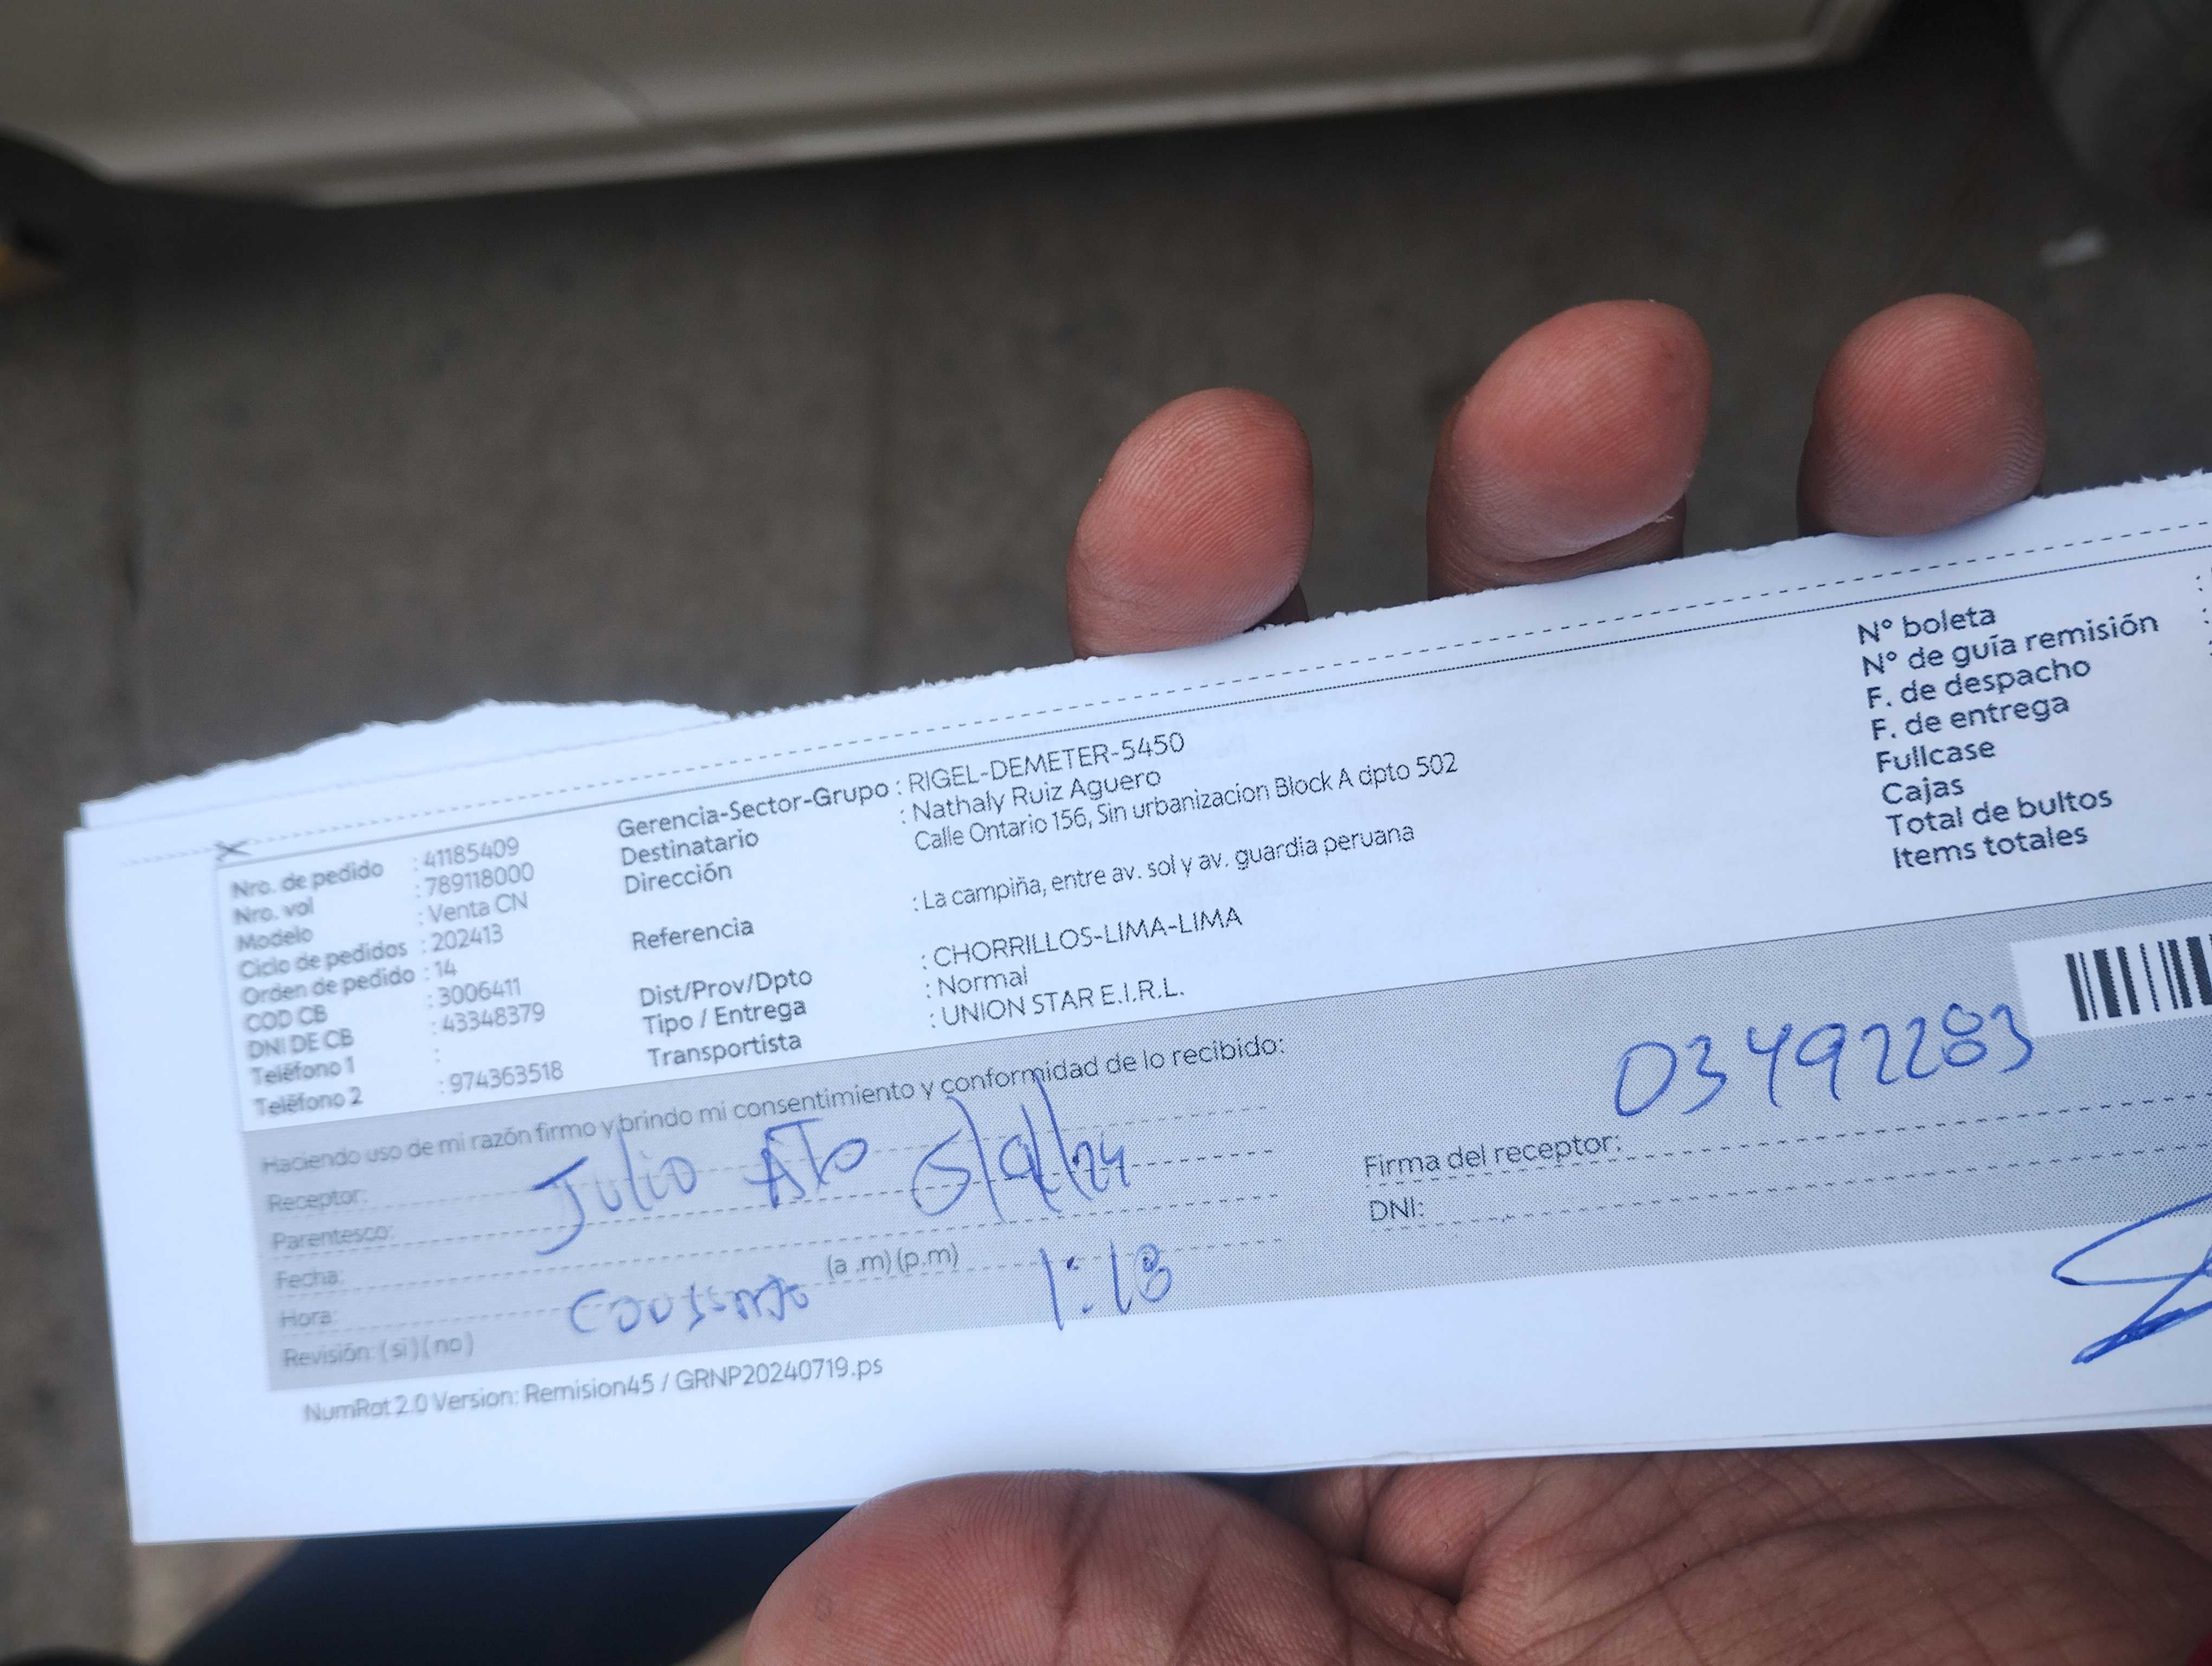 Nro. de pedido : 41185409
Nro. vol : 789118000
Modelo : Venta CN
Ciclo de pedidos : 202413
Orden de pedido : 14
COD CB : 3006411
DNI DE CB : 43348379
Teléfono 1 :
Teléfono 2 : 974363518
Gerencia-Sector-Grupo : RIGEL-DEMETER-5450
Destinatario : Nathaly Ruiz Aguero
Dirección Calle Ontario 156, Sin urbanizacion Block A dpto 502
Referencia : La campiña, entre av. sol y av. guardia peruana
Dist/Prov/Dpto : CHORRILLOS-LIMA-LIMA
Tipo / Entrega : Normal
Transportista : UNION STAR E.I.R.L.
N° boleta :
N° de guía remisión :
F. de despacho
F. de entrega
Fullcase
Cajas
Total de bultos
Items totales
Haciendo uso de mi razón firmo y brindo mi consentimiento y conformidad de lo recibido:
Receptor: Julio ATO 5/9/24
Parentesco:
Fecha:
Hora: (a .m) (p.m) 1:18
Revisión: ( si ) ( no )
03492283
Firma del receptor:
DNI:
NumRot 2.0 Version: Remision45 / GRNP20240719.ps